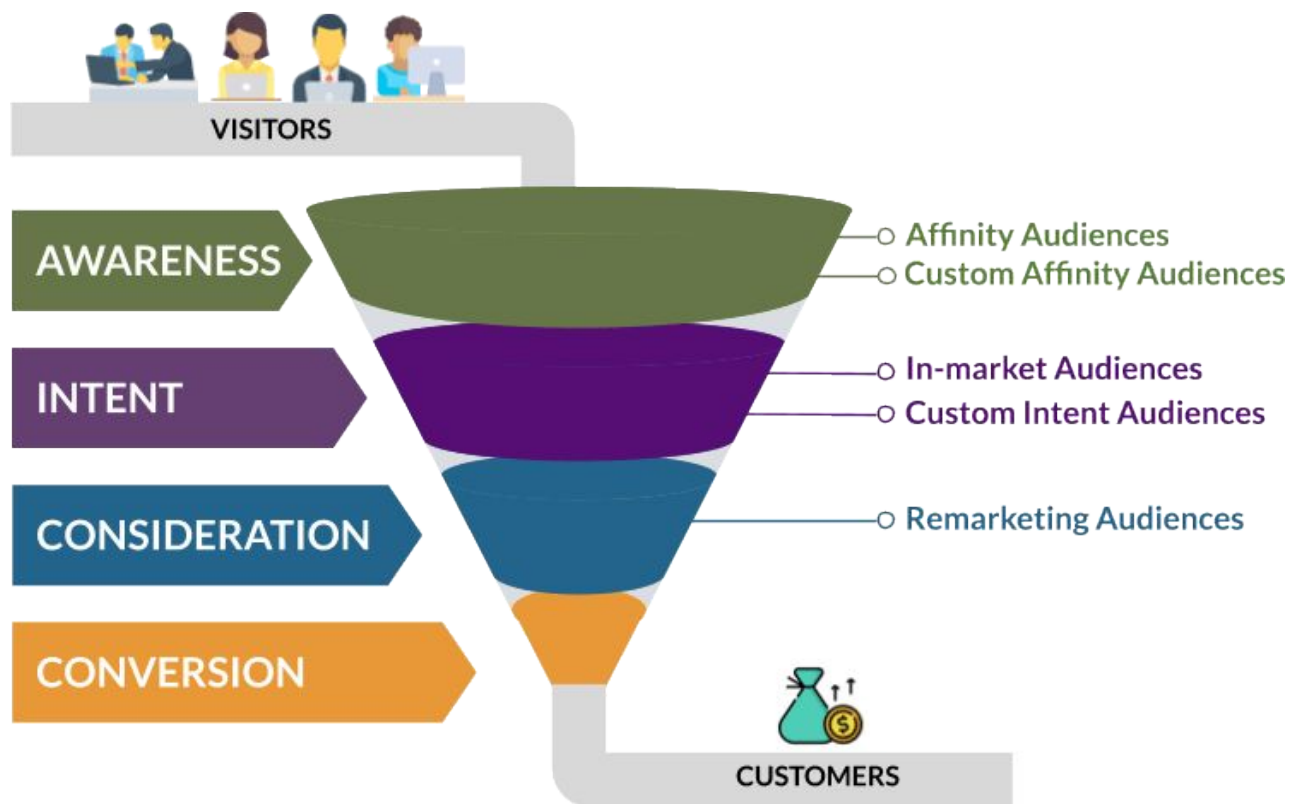 VISITORS
AWARENESS
Affinity Audiences
Custom Affinity Audiences
INTENT
In-market Audiences
Custom Intent Audiences
CONSIDERATION
Remarketing Audiences
CONVERSION
$
CUSTOMERS